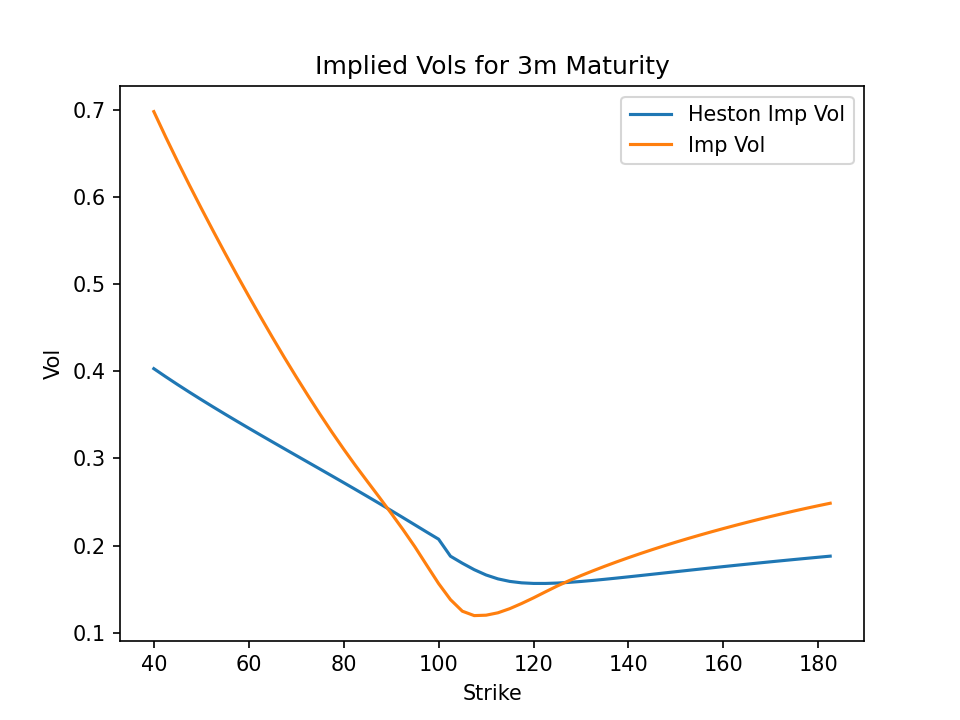 Implied Vols for 3m Maturity
Heston Imp Vol
Imp Vol
0.7
0.6
0.5
0.4
0.3
0.2
0.1
Vol
40 60 80 100 120 140 160 180
Strike